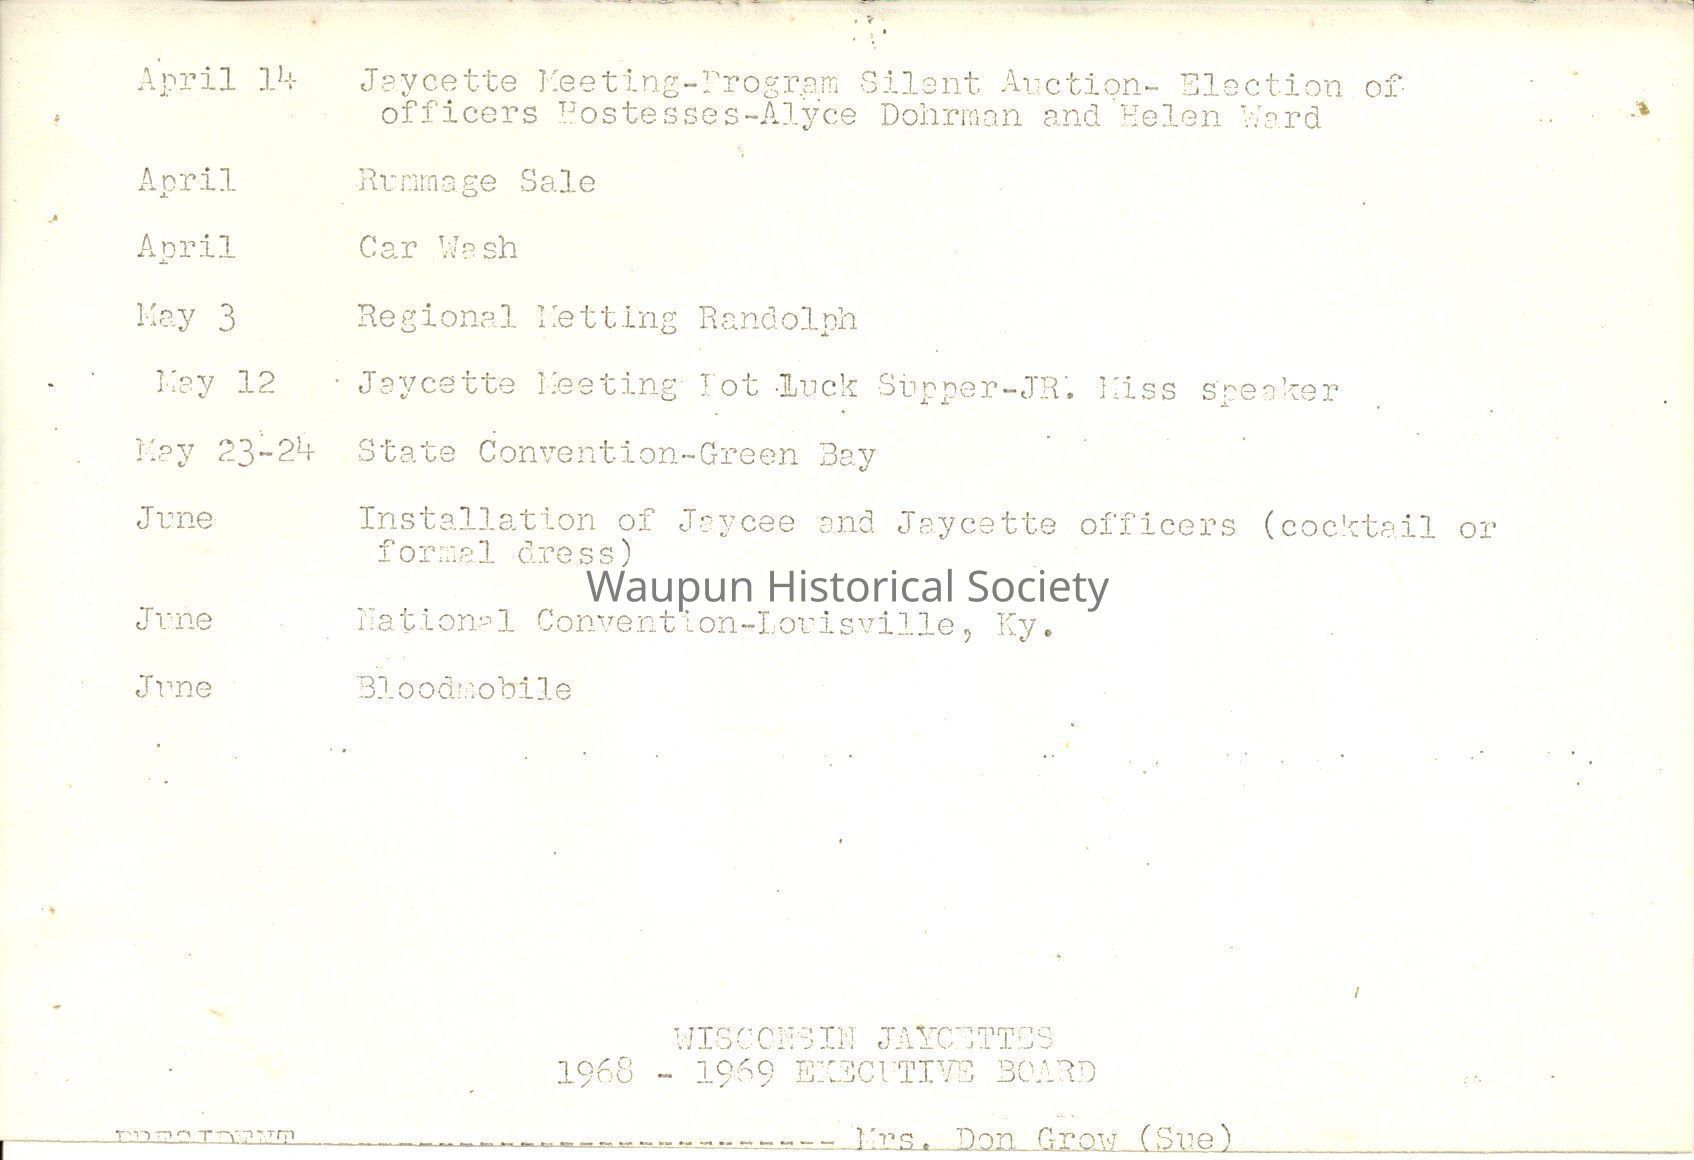 April 14 Jaycette Meeting-Program Silent Auction- Election of
officers Hostesses-Alyce Dohrman and Helen Ward
April Rummage Sale
April Car Wash
May 3 Regional Metting Randolph
May 12 Jaycette Meeting Pot Luck Supper-JR. Miss speaker
May 23-24 State Convention-Green Bay
June Installation of Jaycee and Jaycette officers (cocktail or
formal dress)
Waupun Historical Society
June National Convention-Louisville, Ky.
June Bloodmobile
WISCONSIN JAYCETTES
1968 - 1969 EXECUTIVE BOARD
PRESIDENT -------------------------- Mrs. Don Grow (Sue)